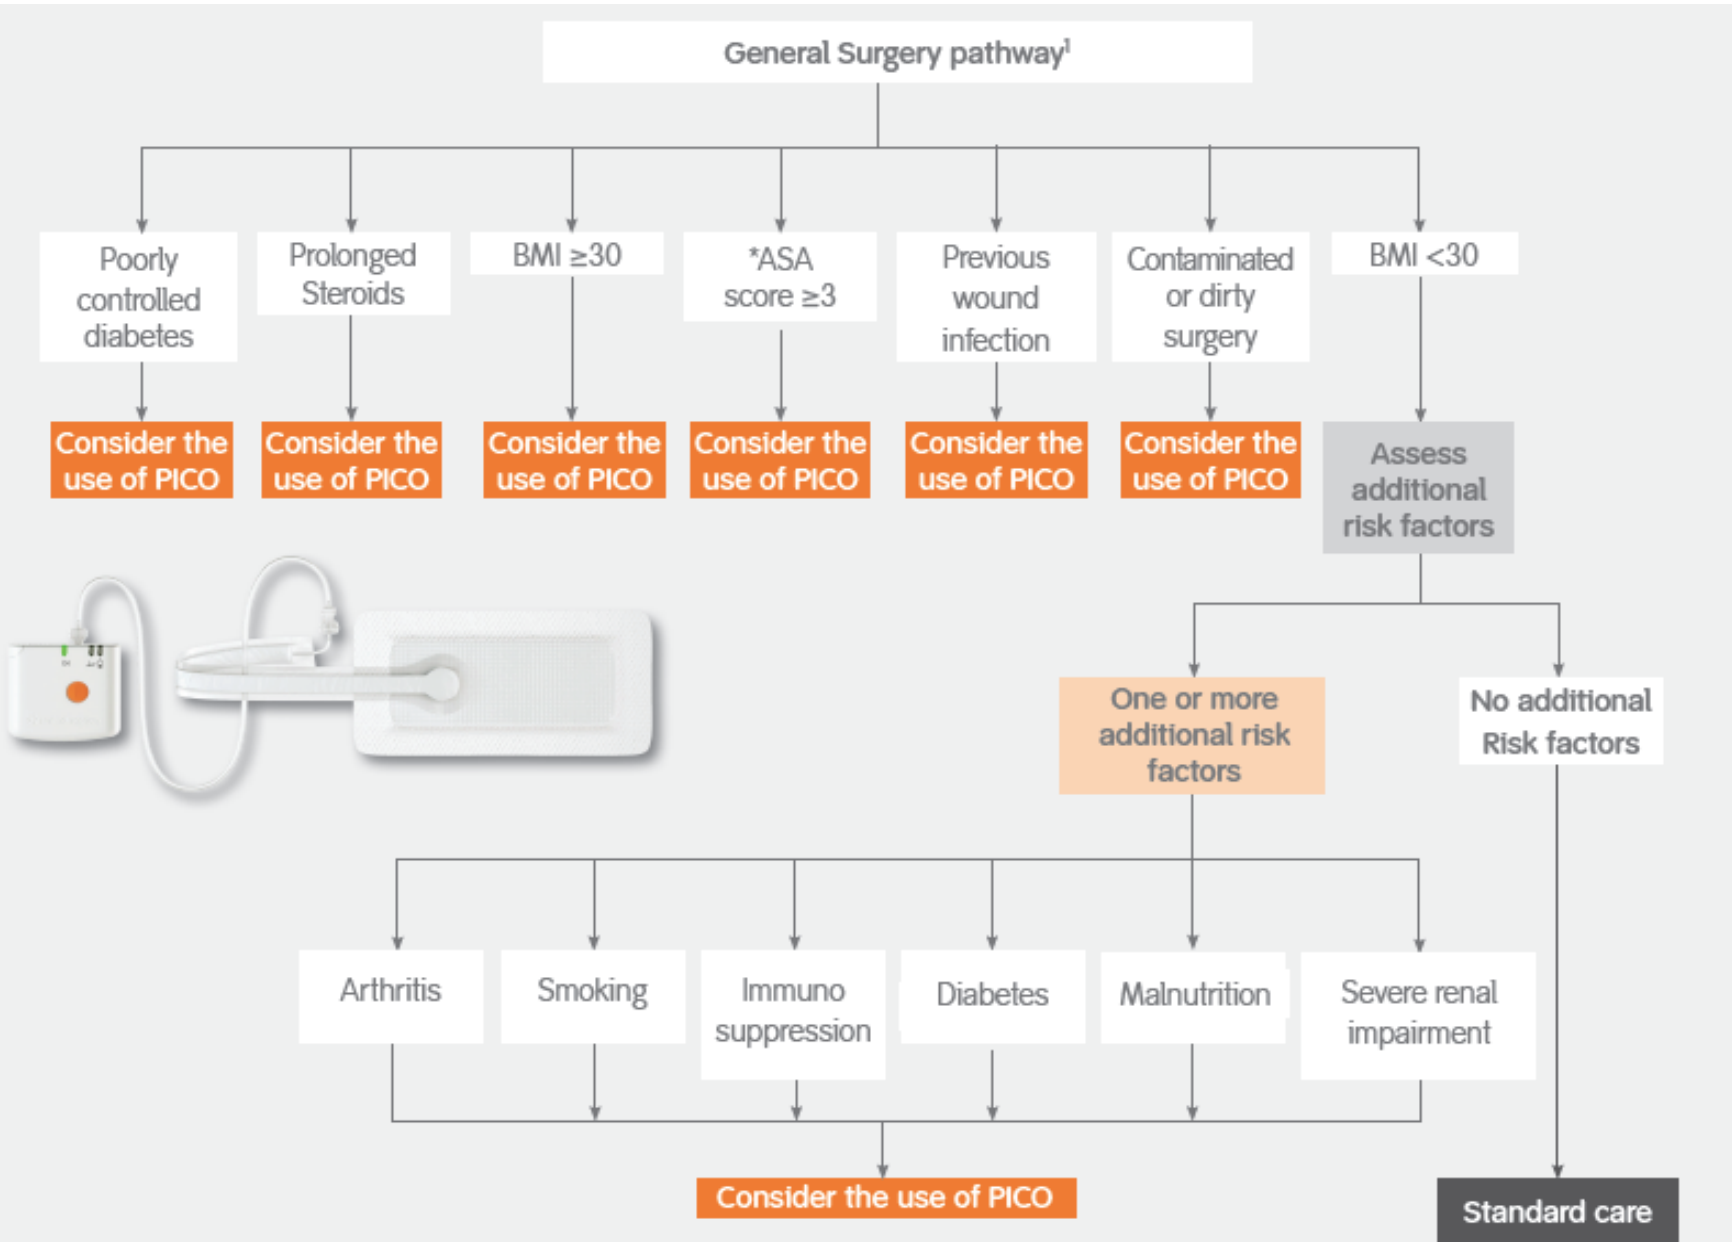 General Surgery pathway¹
Poorly
controlled
diabetes
Prolonged
Steroids
BMI ≥30
*ASA
score ≥3
Previous
wound
infection
Contaminated
or dirty
surgery
BMI <30
Consider the
use of PICO
Consider the
use of PICO
Consider the
use of PICO
Consider the
use of PICO
Consider the
use of PICO
Consider the
use of PICO
Assess
additional
risk factors
One or more
additional risk
factors
No additional
Risk factors
Arthritis
Smoking
Immuno
suppression
Diabetes
Malnutrition
Severe renal
impairment
Consider the use of PICO
Standard care